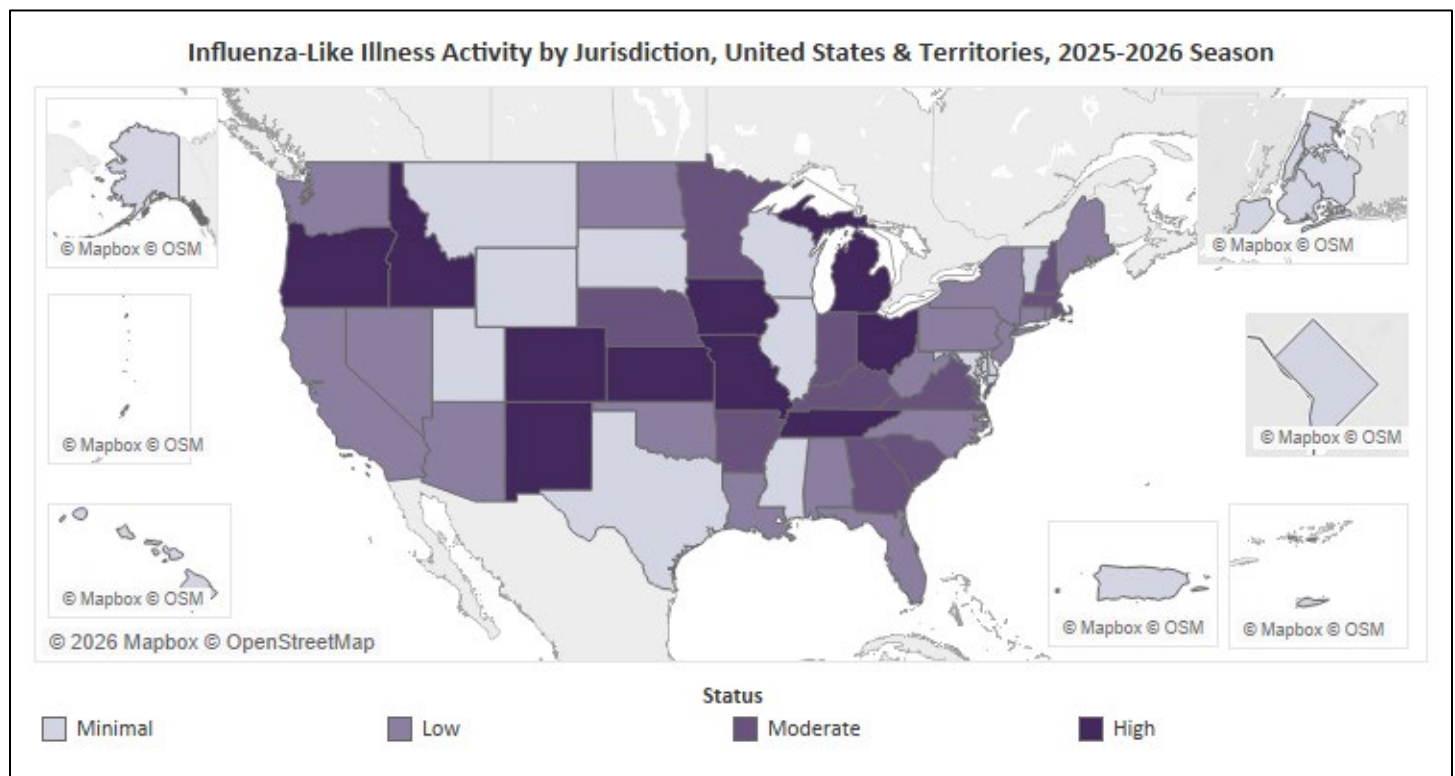 Influenza-Like Illness Activity by Jurisdiction, United States & Territories, 2025-2026 Season
© Mapbox © OSM
© Mapbox © OSM
© Mapbox © OSM
© Mapbox © OSM
© Mapbox © OSM
© Mapbox © OSM
© Mapbox © OSM
© 2026 Mapbox © OpenStreetMap
Status
Minimal
Low
Moderate
High